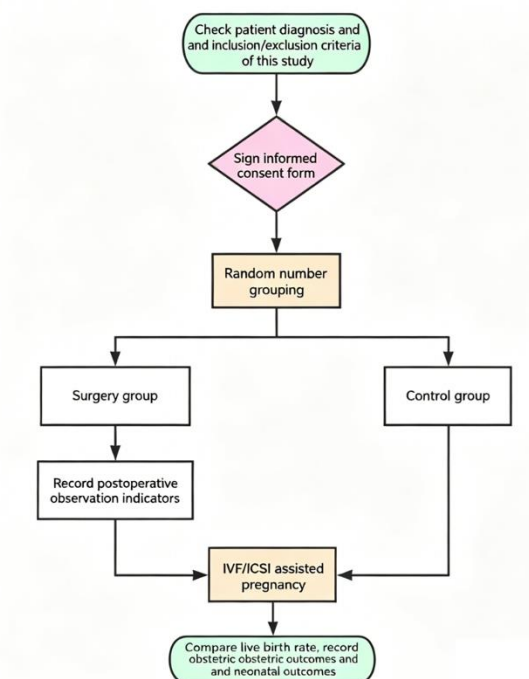 Check patient diagnosis and
and inclusion/exclusion criteria
of this study
Sign informed
consent form
Random number
grouping
Surgery group
Control group
Record postoperative
observation indicators
IVF/ICSI assisted
pregnancy
Compare live birth rate, record
obstetric obstetric outcomes and
and neonatal outcomes